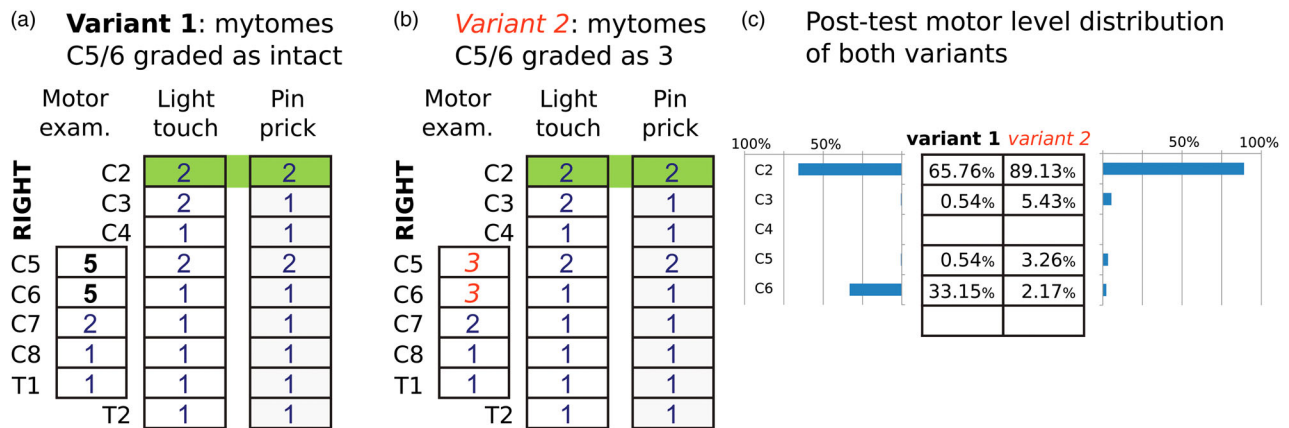 (a) Variant 1: mytomes
C5/6 graded as intact
Motor exam. Light touch Pin prick
RIGHT
C2 2 2
C3 2 1
C4 1 1
C5 5 2 2
C6 5 1 1
C7 2 1 1
C8 1 1 1
T1 1 1 1
T2 1 1
(b) Variant 2: mytomes
C5/6 graded as 3
Motor exam. Light touch Pin prick
RIGHT
C2 2 2
C3 2 1
C4 1 1
C5 3 2 2
C6 3 1 1
C7 2 1 1
C8 1 1 1
T1 1 1 1
T2 1 1
(c) Post-test motor level distribution
of both variants
100% 50% variant 1 variant 2 50% 100%
C2 65.76% 89.13%
C3 0.54% 5.43%
C4
C5 0.54% 3.26%
C6 33.15% 2.17%